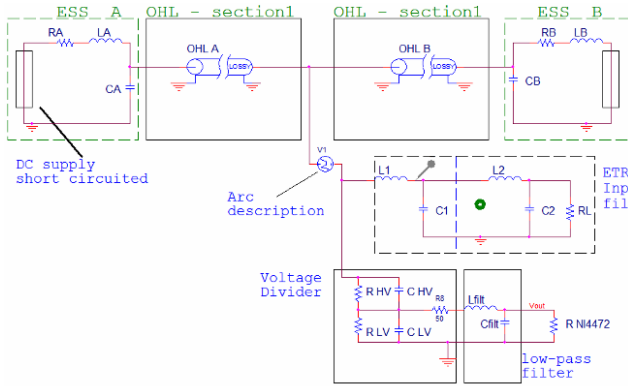 ESS A
OHL - section1
OHL - section1
ESS B
RA
LA
CA
OHL A
LOSSY
OHL B
LOSSY
RB
LB
CB
DC supply
short circuited
V1
Arc
description
L1
C1
L2
C2
RL
ETR
Inp
fil
Voltage
Divider
R HV
C HV
R LV
C LV
R8
50
Lfilt
Cfilt
Vout
R NI4472
low-pass
filter